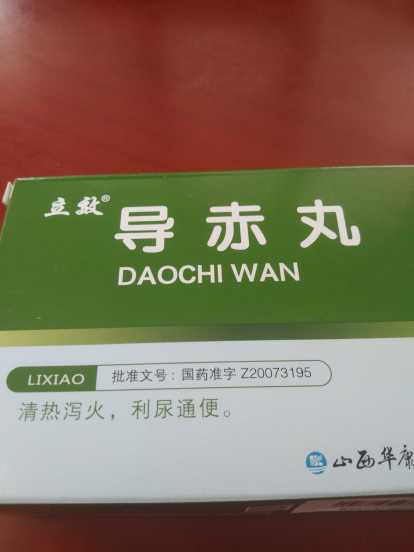 立效®
导赤丸
DAOCHI WAN
LIXIAO 批准文号:国药准字 Z20073195
清热泻火,利尿通便。
山西华康